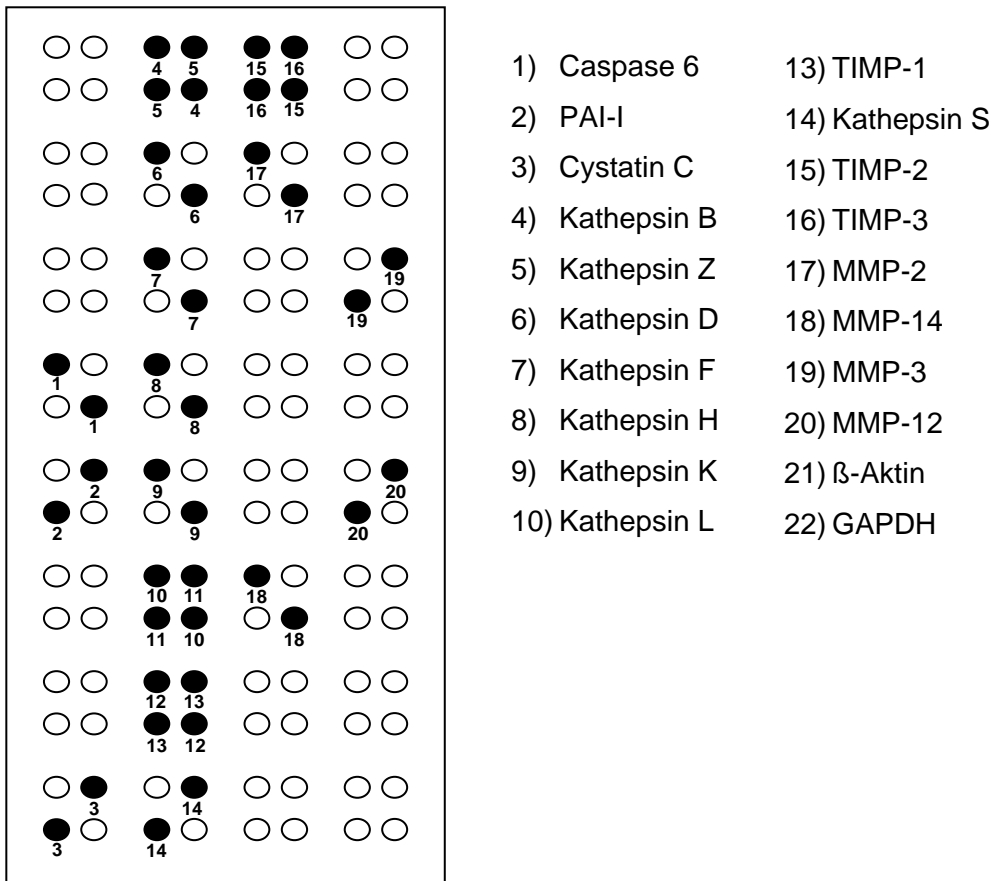 4 5 15 16
5 4 16 15
6 17
6 17
7 19
7 19
1 8
1 8
2 9 20
2 9 20
10 11 18
11 10 18
12 13
13 12
3 14
3 14
1) Caspase 6
2) PAI-I
3) Cystatin C
4) Kathepsin B
5) Kathepsin Z
6) Kathepsin D
7) Kathepsin F
8) Kathepsin H
9) Kathepsin K
10) Kathepsin L
13) TIMP-1
14) Kathepsin S
15) TIMP-2
16) TIMP-3
17) MMP-2
18) MMP-14
19) MMP-3
20) MMP-12
21) ß-Aktin
22) GAPDH